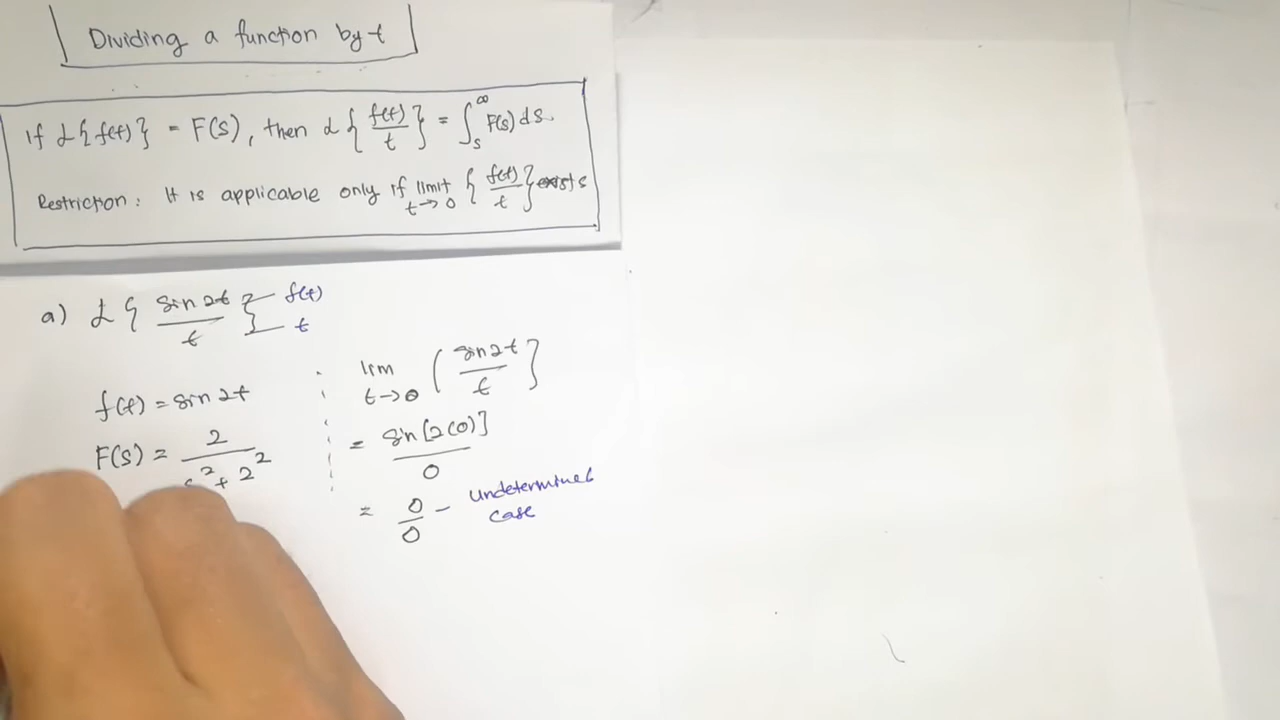 Dividing a function by t
If ℒ{f(t)} = F(s), then ℒ{f(t)/t} = ∫_s^∞ F(s) ds.
Restriction: It is applicable only if limit t→0 {f(t)/t} exists
a) ℒ{sin 2t/t} f(t) t
f(t) = sin 2t
F(s) = 2/(s² + 2²)
lim t→0 (sin 2t/t}
= sin[2(0)]/0
= 0/0 - undetermined case